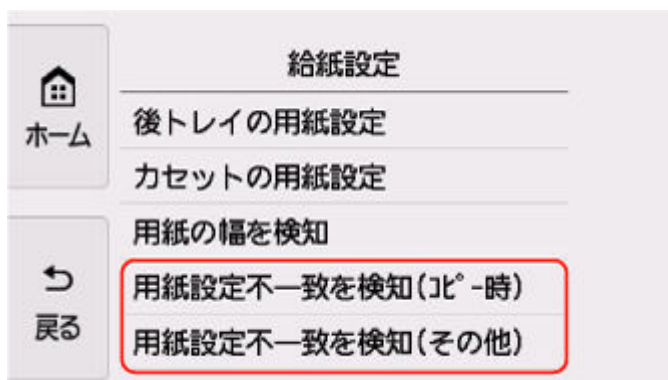 給紙設定
ホーム
後トレイの用紙設定
カセットの用紙設定
用紙の幅を検知
用紙設定不一致を検知(ｺﾋﾟｰ時)
戻る
用紙設定不一致を検知(その他)